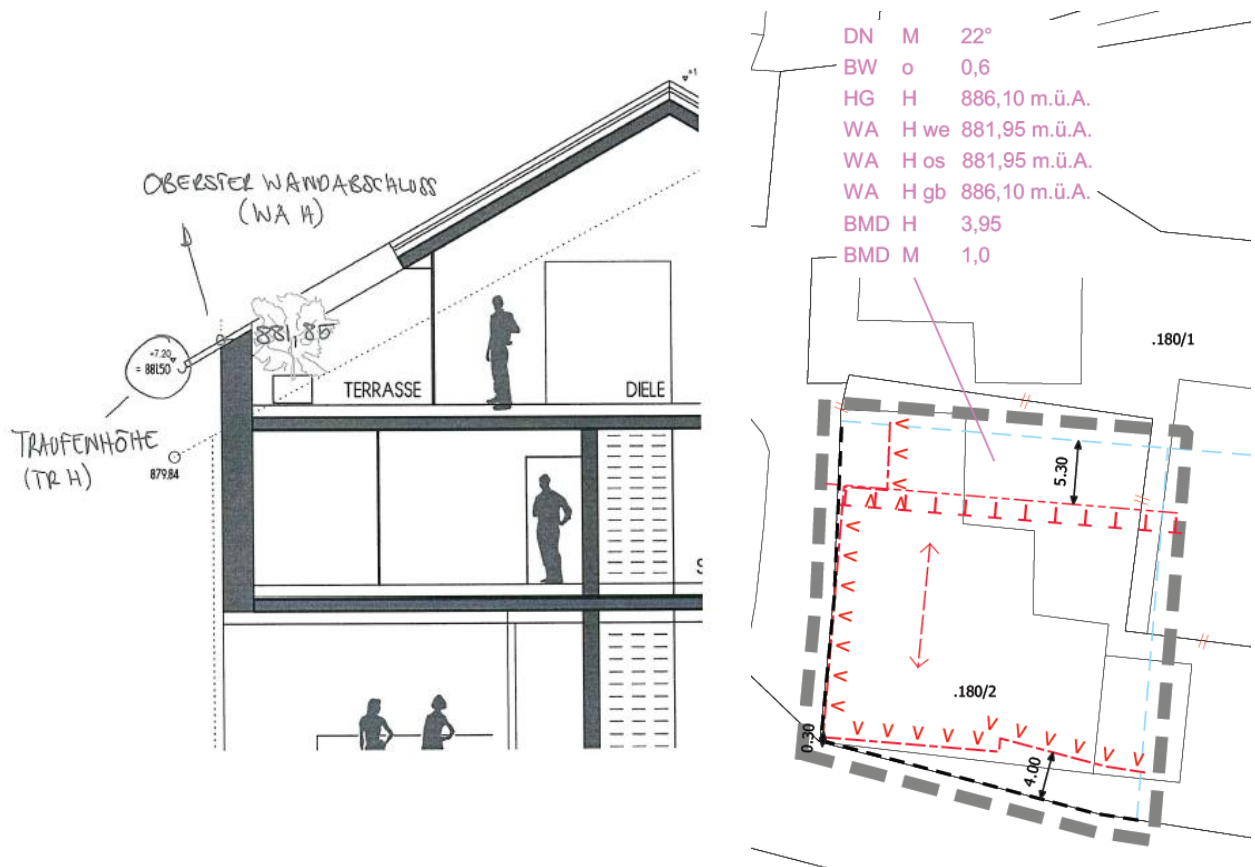 OBERSTER WANDABSCHLUSS
(WA H)
881,85
+7.20
= 881.50
TERRASSE
DIELE
TRAUFENHÖHE
(TR H)
879.84
S
DN M 22°
BW o 0,6
HG H 886,10 m.ü.A.
WA H we 881,95 m.ü.A.
WA H os 881,95 m.ü.A.
WA H gb 886,10 m.ü.A.
BMD H 3,95
BMD M 1,0
.180/1
5.30
.180/2
0.30
4.00